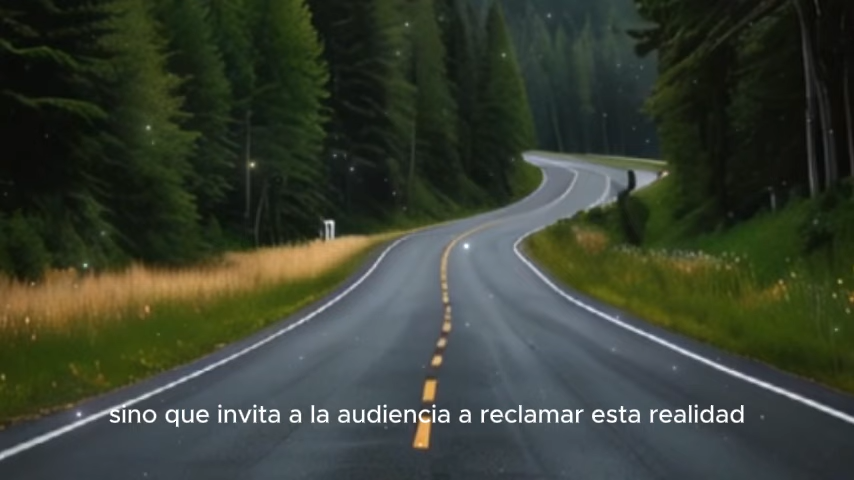 sino que invita a la audiencia a reclamar esta realidad